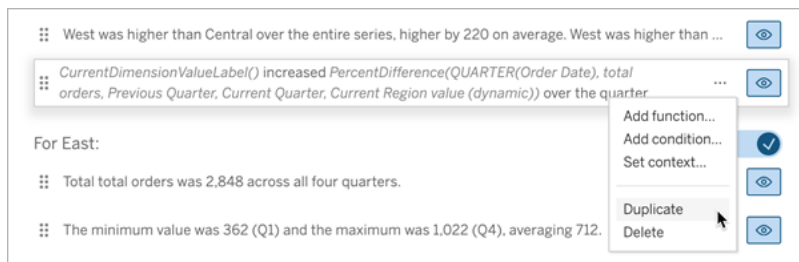 West was higher than Central over the entire series, higher by 220 on average. West was higher than ...
CurrentDimensionValueLabel() increased PercentDifference(QUARTER(Order Date), total
orders, Previous Quarter, Current Quarter, Current Region value (dynamic)) over the quarter
...
Add function...
Add condition...
Set context...
Duplicate
Delete
For East:
Total total orders was 2,848 across all four quarters.
The minimum value was 362 (Q1) and the maximum was 1,022 (Q4), averaging 712.